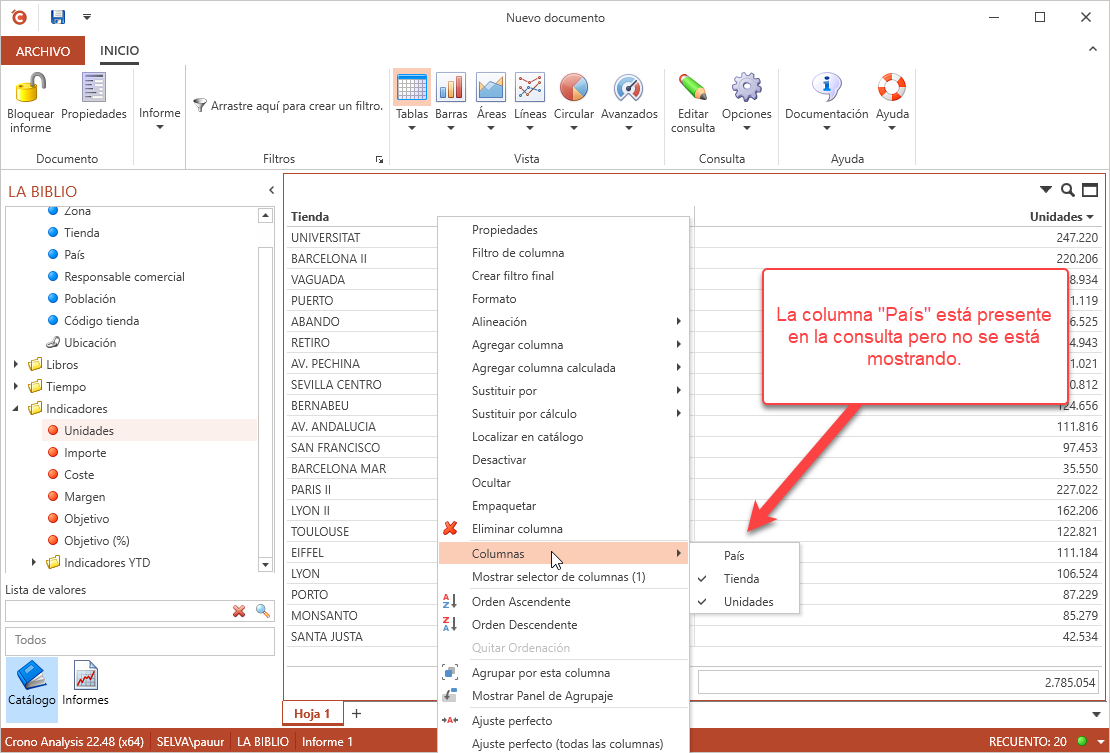 Nuevo documento
ARCHIVO
INICIO
Bloquear informe
Propiedades
Documento
Informe
Arrastre aquí para crear un filtro.
Filtros
Tablas
Barras
Áreas
Líneas
Circular
Avanzados
Vista
Editar consulta
Opciones
Consulta
Documentación
Ayuda
Ayuda
LA BIBLIO
Zona
Tienda
País
Responsable comercial
Población
Código tienda
Ubicación
Libros
Tiempo
Indicadores
Unidades
Importe
Coste
Margen
Objetivo
Objetivo (%)
Indicadores YTD
Lista de valores
Todos
Catálogo
Informes
Tienda
Unidades
UNIVERSITAT
247.220
BARCELONA II
220.206
VAGUADA
8.934
PUERTO
1.119
ABANDO
6.525
RETIRO
4.943
AV. PECHINA
1.021
SEVILLA CENTRO
0.812
BERNABEU
124.656
AV. ANDALUCIA
111.816
SAN FRANCISCO
97.453
BARCELONA MAR
35.550
PARIS II
227.022
LYON II
162.206
TOULOUSE
122.821
EIFFEL
111.184
LYON
106.524
PORTO
87.229
MONSANTO
85.279
SANTA JUSTA
42.534
2.785.054
Propiedades
Filtro de columna
Crear filtro final
Formato
Alineación
Agregar columna
Agregar columna calculada
Sustituir por
Sustituir por cálculo
Localizar en catálogo
Desactivar
Ocultar
Empaquetar
Eliminar columna
Columnas
Mostrar selector de columnas (1)
Orden Ascendente
Orden Descendente
Quitar Ordenación
Agrupar por esta columna
Mostrar Panel de Agrupaje
Ajuste perfecto
Ajuste perfecto (todas las columnas)
País
Tienda
Unidades
La columna "País" está presente
en la consulta pero no se está
mostrando.
Hoja 1
Crono Analysis 22.48 (x64)
SELVA\pauur
LA BIBLIO
Informe 1
RECUENTO: 20